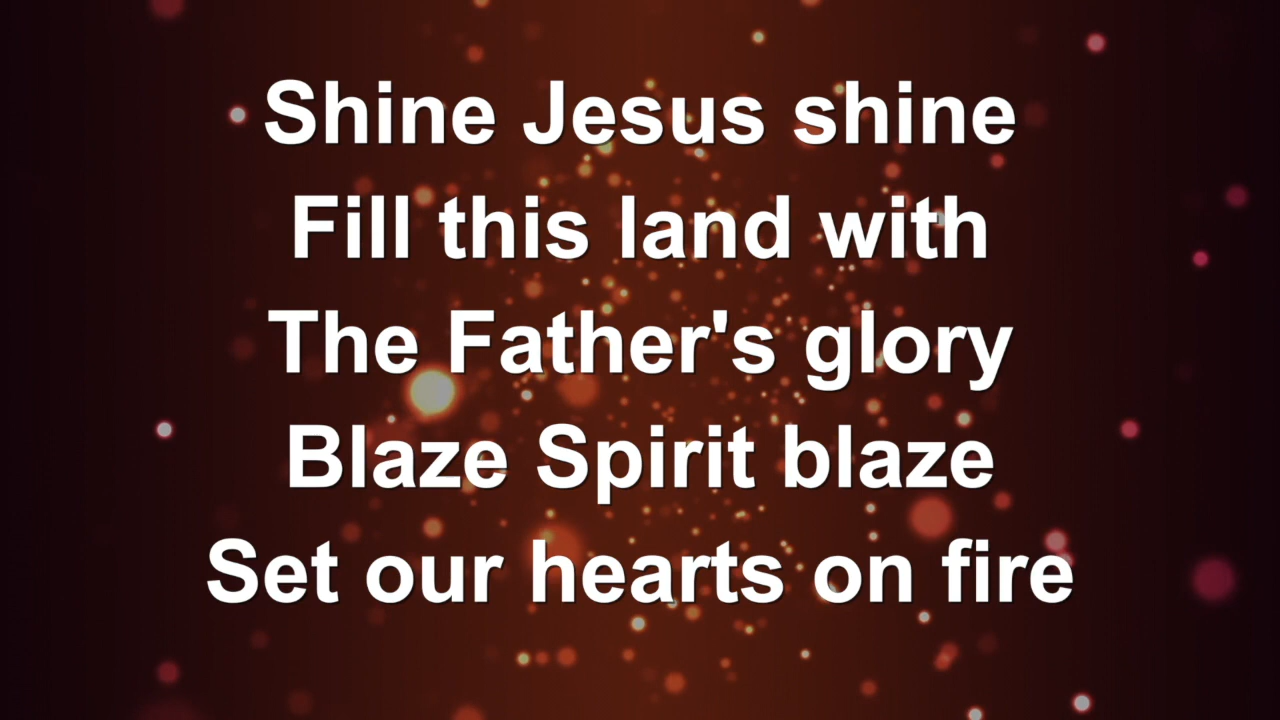 Shine Jesus shine
Fill this land with
The Father's glory
Blaze Spirit blaze
Set our hearts on fire